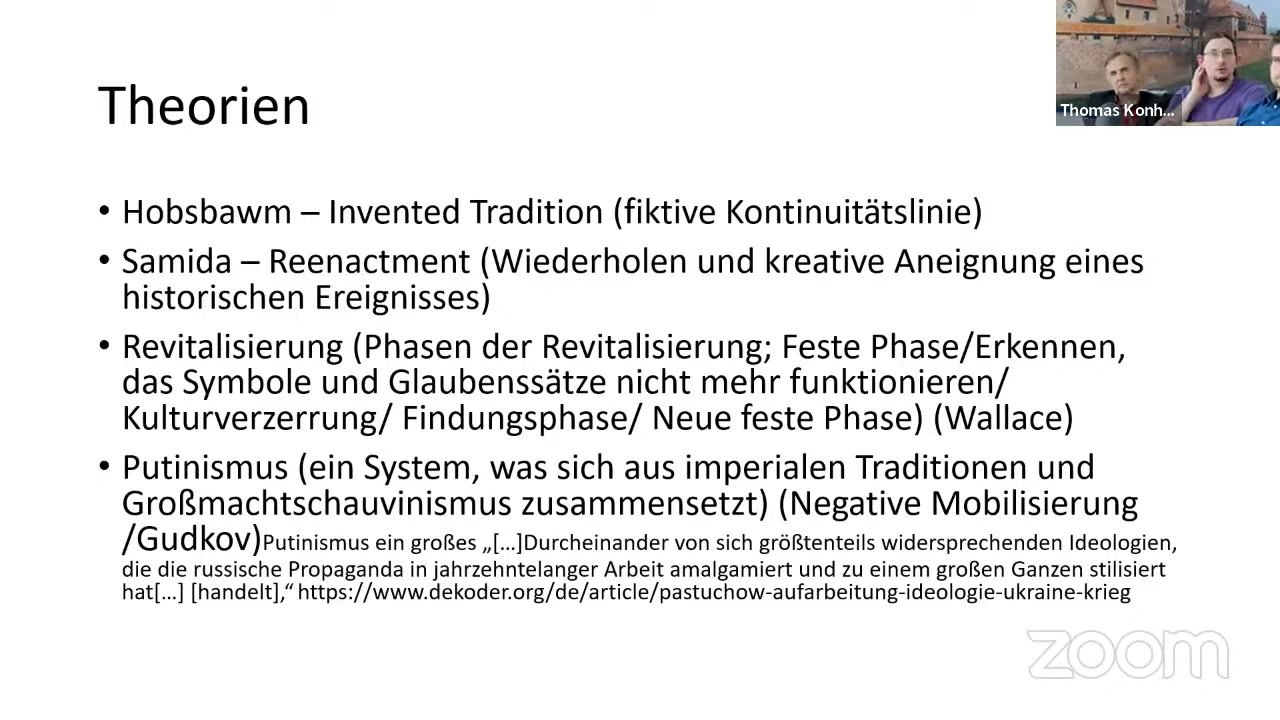 Theorien
Thomas Konh...
• Hobsbawm – Invented Tradition (fiktive Kontinuitätslinie)
• Samida – Reenactment (Wiederholen und kreative Aneignung eines
historischen Ereignisses)
• Revitalisierung (Phasen der Revitalisierung; Feste Phase/Erkennen,
das Symbole und Glaubenssätze nicht mehr funktionieren/
Kulturverzerrung/ Findungsphase/ Neue feste Phase) (Wallace)
• Putinismus (ein System, was sich aus imperialen Traditionen und
Großmachtschauvinismus zusammensetzt) (Negative Mobilisierung
/Gudkov)Putinismus ein großes „[…]Durcheinander von sich größtenteils widersprechenden Ideologien,
die die russische Propaganda in jahrzehntelanger Arbeit amalgamiert und zu einem großen Ganzen stilisiert
hat[…] [handelt],“ https://www.dekoder.org/de/article/pastuchow-aufarbeitung-ideologie-ukraine-krieg
zoom